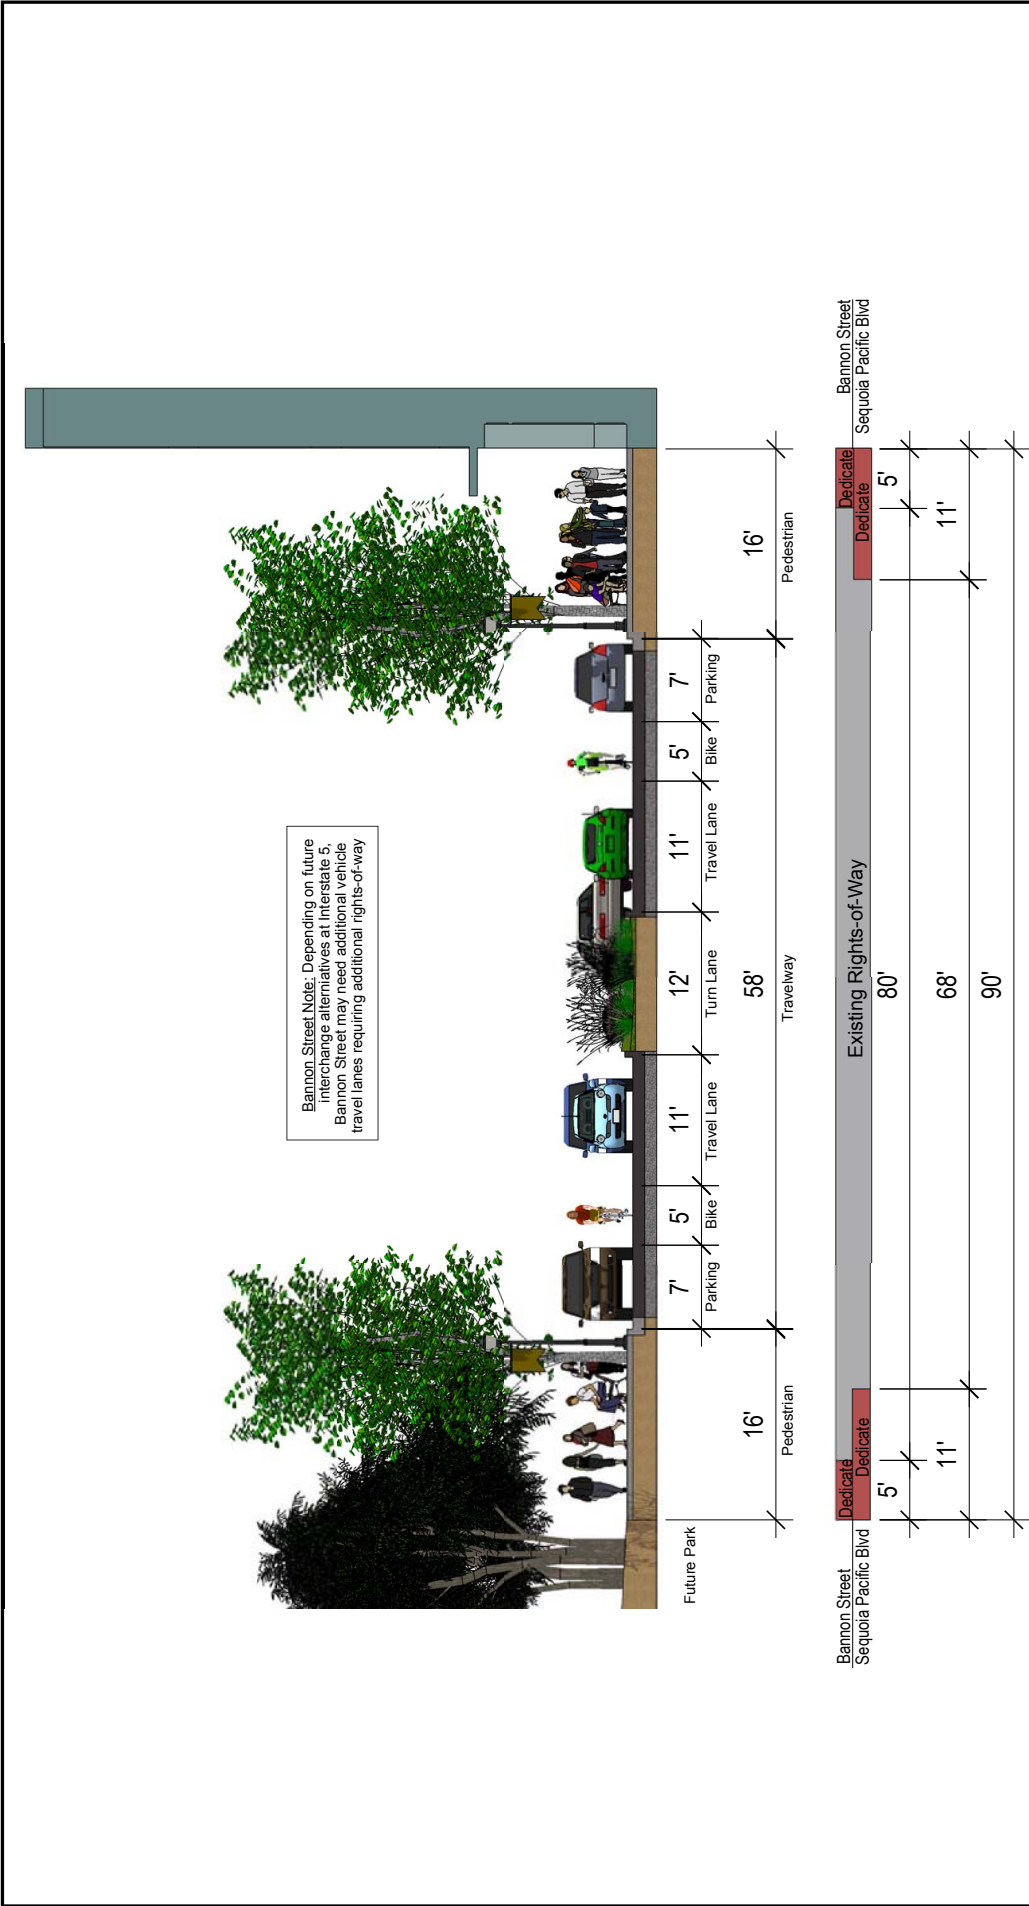 Bannon Street Note: Depending on future
interchange alterniatives at Interstate 5,
Bannon Street may need additional vehicle
travel lanes requiring additional rights-of-way
Future Park
7'
5'
11'
12'
11'
5'
7'
Parking
Bike
Travel Lane
Turn Lane
Travel Lane
Bike
Parking
16'
58'
16'
Pedestrian
Travelway
Pedestrian
Bannon Street
Sequoia Pacific Blvd
Dedicate
Dedicate
Existing Rights-of-Way
Dedicate
Dedicate
Bannon Street
Sequoia Pacific Blvd
5'
80'
5'
11'
68'
11'
90'